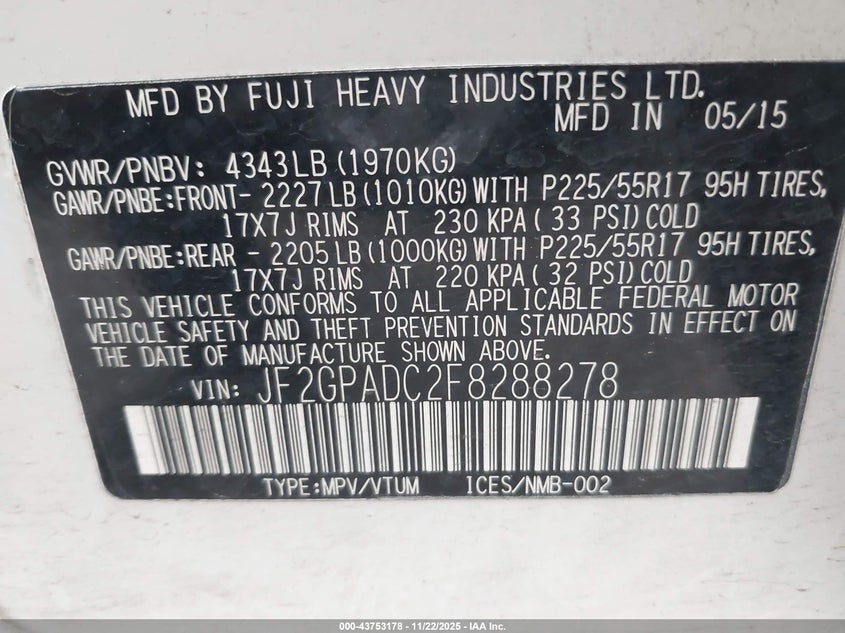 MFD BY FUJI HEAVY INDUSTRIES LTD.
MFD IN 05/15
GVWR/PNBV: 4343LB (1970KG)
GAWR/PNBE:FRONT- 2227LB (1010KG) WITH P225/55R17 95H TIRES,
17X7J RIMS AT 230 KPA ( 33 PSI) COLD
GAWR/PNBE:REAR - 2205LB (1000KG) WITH P225/55R17 95H TIRES,
17X7J RIMS AT 220 KPA ( 32 PSI) COLD
THIS VEHICLE CONFORMS TO ALL APPLICABLE FEDERAL MOTOR
VEHICLE SAFETY AND THEFT PREVENTION STANDARDS IN EFFECT ON
THE DATE OF MANUFACTURE SHOWN ABOVE.
VIN: JF2GPADC2F8288278
TYPE:MPV/VTUM ICES/NMB-002
000-43753178 - 11/22/2025 - IAA Inc.